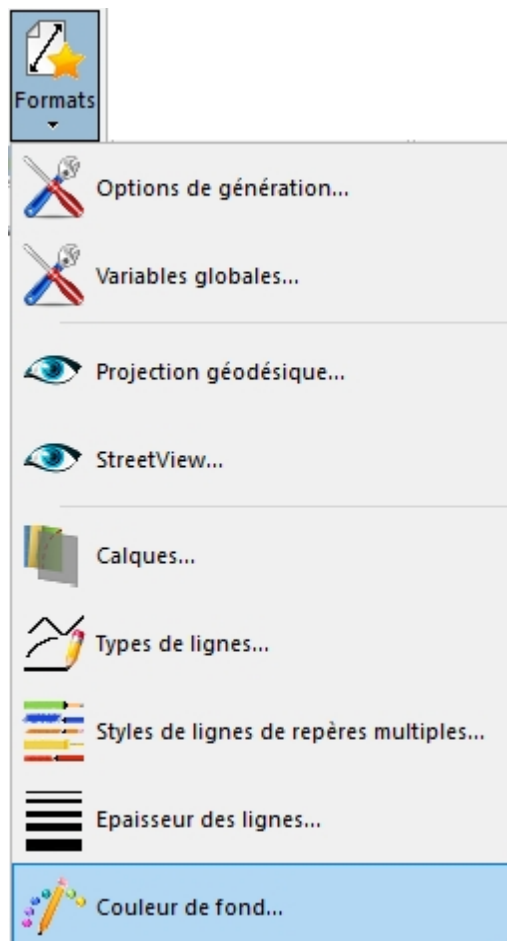 Formats
Options de génération...
Variables globales...
Projection géodésique...
StreetView...
Calques...
Types de lignes...
Styles de lignes de repères multiples...
Epaisseur des lignes...
Couleur de fond...